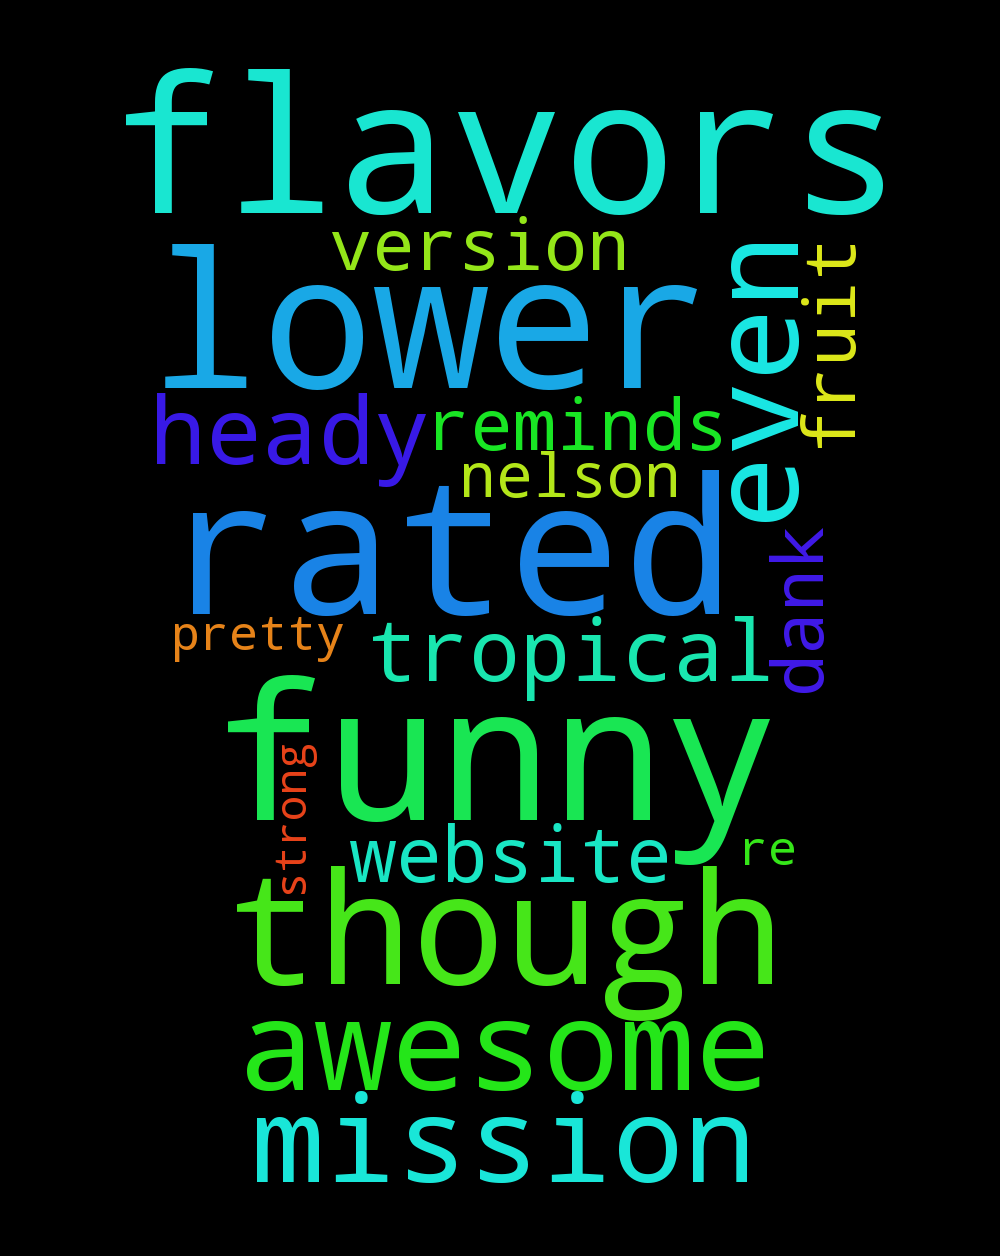 flavors
version
lower
even
fruit
heady
reminds
nelson
rated
dank
pretty
tropical
funny
strong
website
re
though
awesome
mission